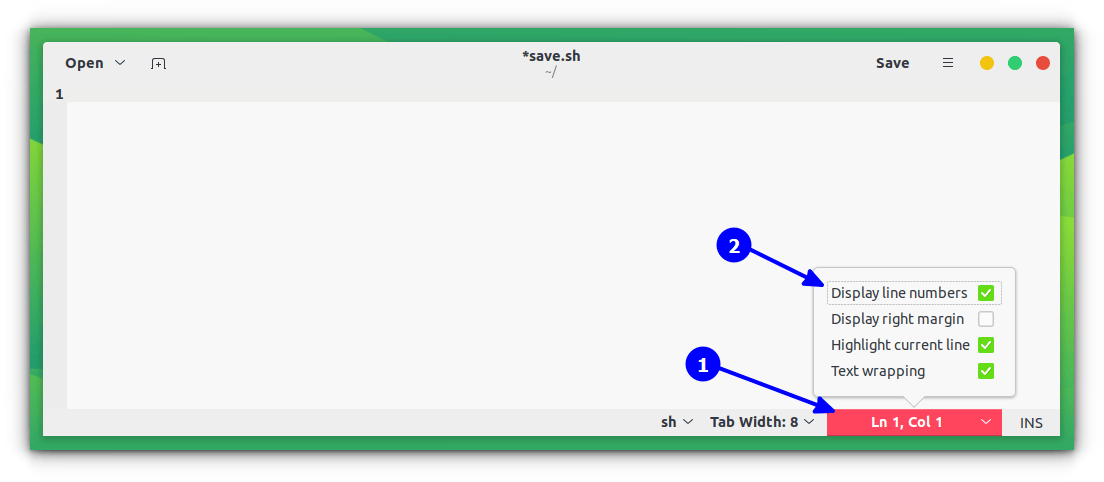 Open
*save.sh
~/
Save
1
2
Display line numbers
Display right margin
Highlight current line
Text wrapping
1
sh
Tab Width: 8
Ln 1, Col 1
INS